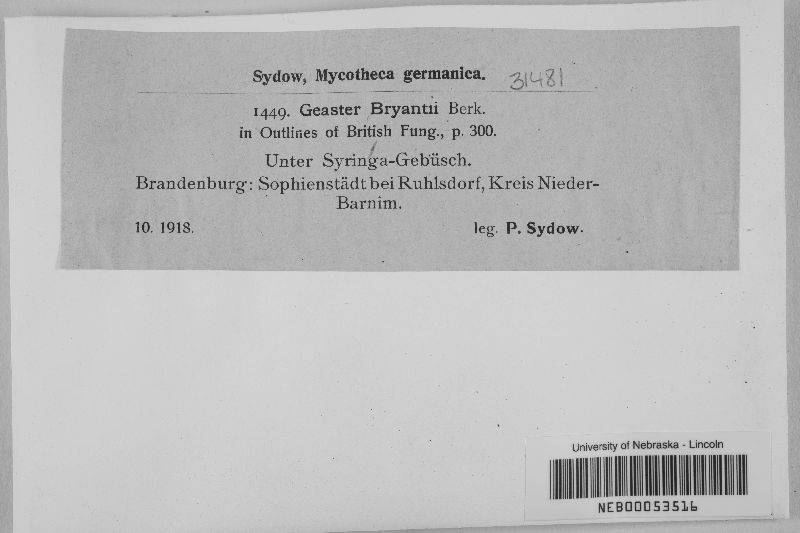 Sydow, Mycotheca germanica. 31481
1449. Geaster Bryantii Berk.
in Outlines of British Fung., p. 300.
Unter Syringa-Gebüsch.
Brandenburg: Sophienstädt bei Ruhlsdorf, Kreis Nieder-
Barnim.
10. 1918. leg. P. Sydow.
University of Nebraska - Lincoln
NEB00053516